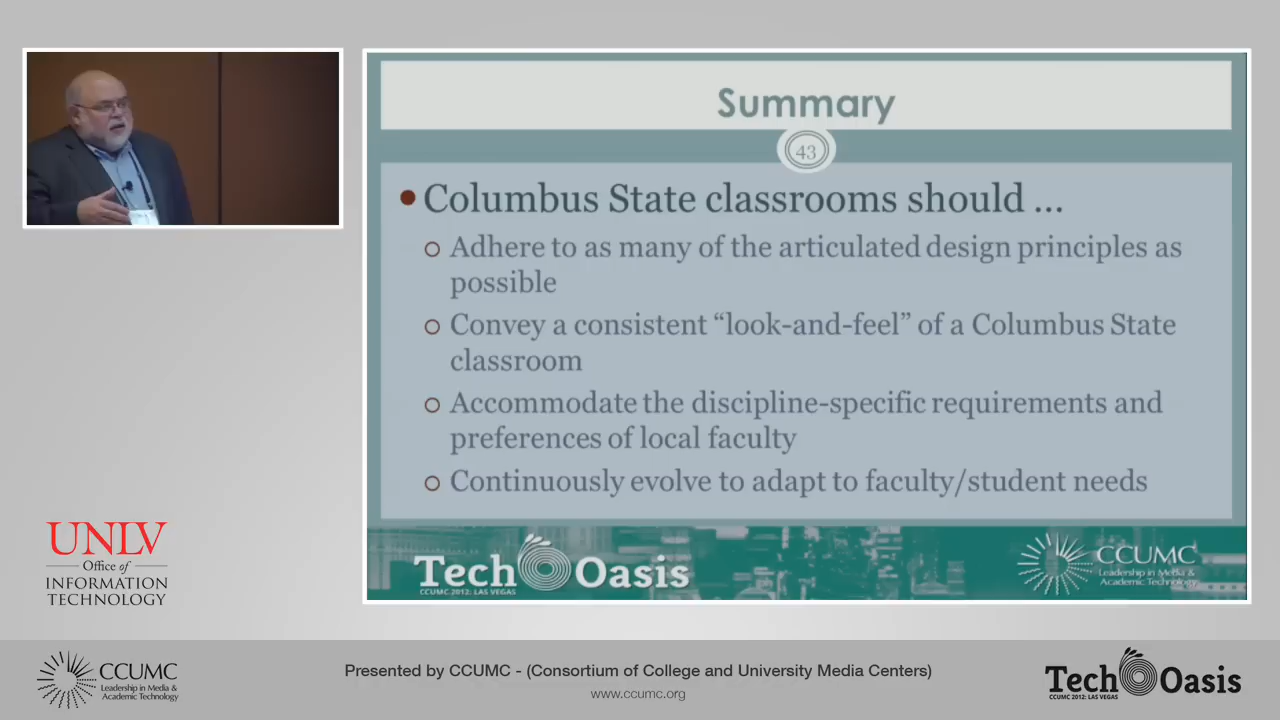 Summary
43
Columbus State classrooms should ...
Adhere to as many of the articulated design principles as
possible
Convey a consistent “look-and-feel” of a Columbus State
classroom
Accommodate the discipline-specific requirements and
preferences of local faculty
Continuously evolve to adapt to faculty/student needs
Tech Oasis
CCUMC 2012: LAS VEGAS
CCUMC
Leadership in Media &
Academic Technology
UNLV
Office of
INFORMATION
TECHNOLOGY
CCUMC
Leadership in Media &
Academic Technology
Presented by CCUMC - (Consortium of College and University Media Centers)
www.ccumc.org
Tech Oasis
CCUMC 2012: LAS VEGAS